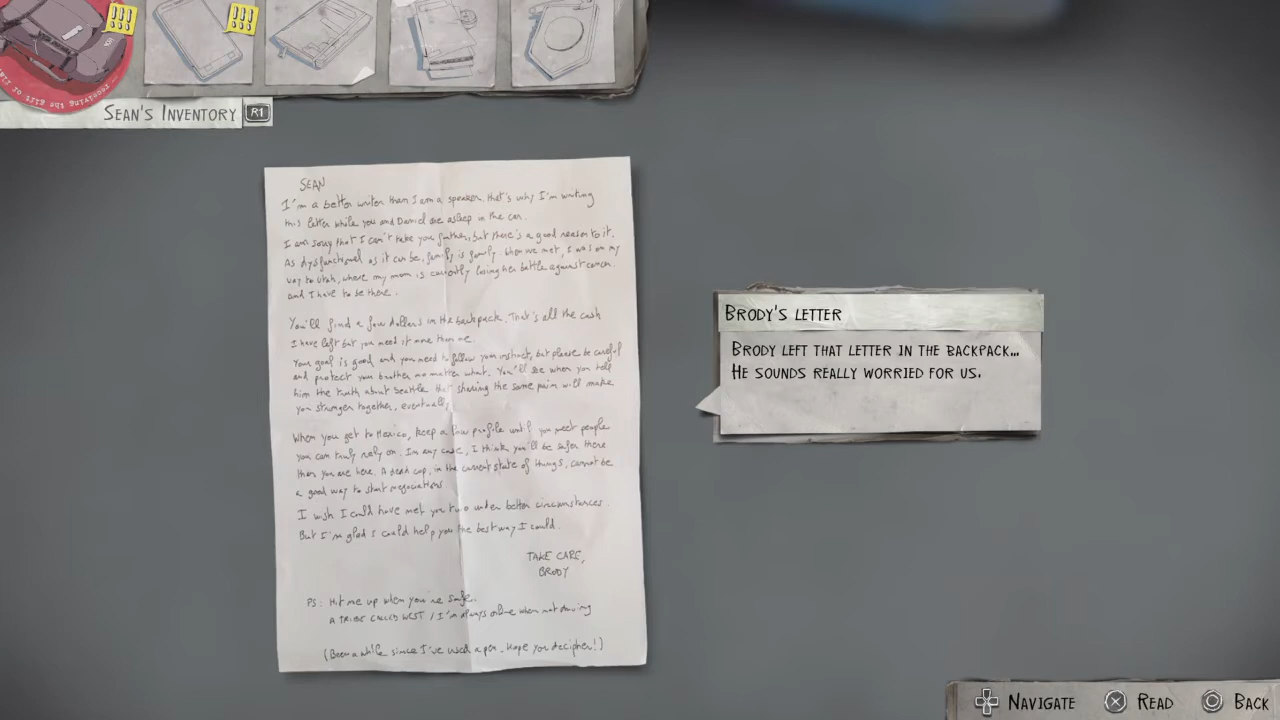 SEAN'S INVENTORY R1
SEAN
I'm a better writer than I am a speaker. that's why I'm writing
this letter while you and Daniel are asleep in the car.
I am sorry that I can't take you further, but there's a good reason to it.
As dysfunctional as it can be, family is family. When we met, I was on my
way to Utah, where my mom is currently losing her battle against cancer.
and I have to be there.
You'll find a few dollars in the backpack. That's all the cash
I have left but you need it more than me.
Your goal is good and you need to follow your instinct, but please be careful
and protect your brother no matter what. You'll see when you tell
him the truth about Seattle that sharing the same pain will make
you stronger together, eventually.
When you get to Mexico, keep a low profile until you meet people
you can truly rely on. In any case, I think you'll be safer there
than you are here. A dead cop, in the current state of things, cannot be
a good way to start negociations.
I wish I could have met you two under better circumstances.
But I'm glad I could help you the best way I could.
TAKE CARE,
BRODY
PS: Hit me up when you're safe.
A TRIBE CALLED WEST / I'm always online when not driving
(Been a while since I've used a pen. Hope you decipher!)
BRODY'S LETTER
BRODY LEFT THAT LETTER IN THE BACKPACK...
HE SOUNDS REALLY WORRIED FOR US.
NAVIGATE READ BACK